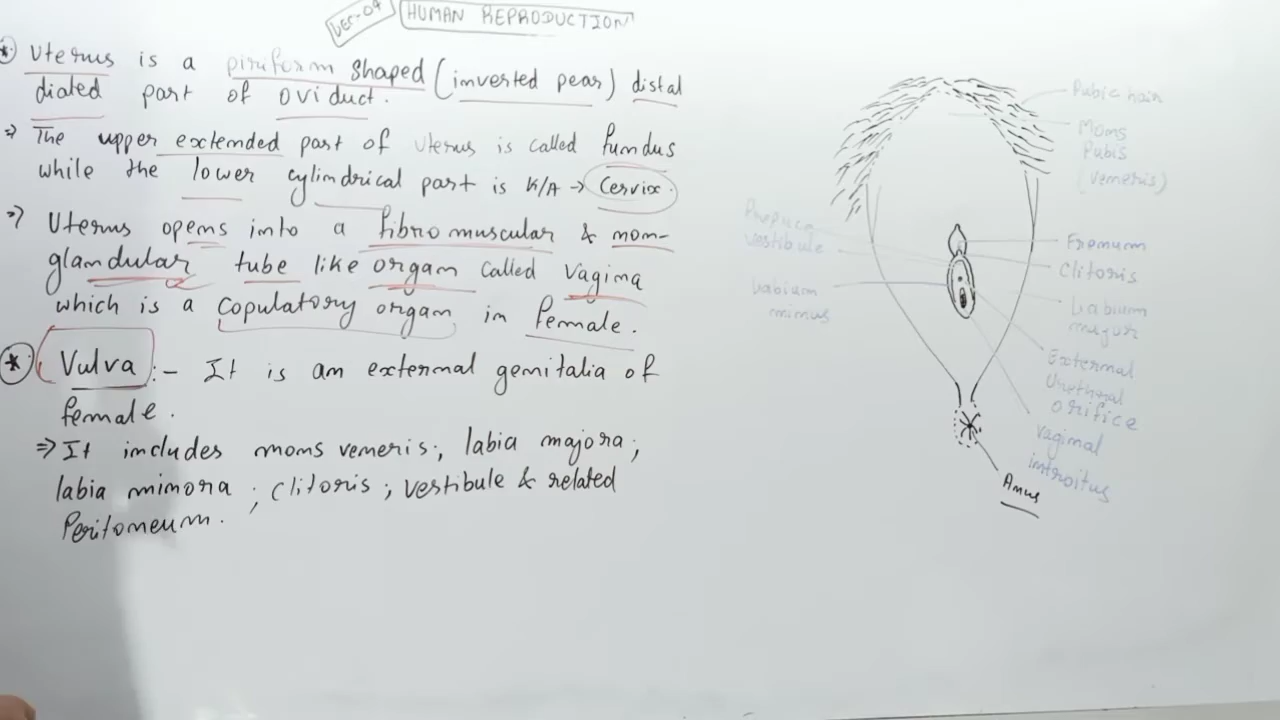 LEC-04
HUMAN REPRODUCTION
* Uterus is a piriform shaped (inverted pear) distal
dialed part of oviduct.
⇒ The upper extended part of uterus is called fundus
while the lower cylindrical part is K/A → Cervix.
⇒ Uterus opens into a fibromuscular & non-
glandular tube like organ called vagina
which is a copulatory organ in female.
* Vulva :- It is an external genitalia of
female.
⇒ It includes mons veneris; labia majora;
labia minora; clitoris; vestibule & related
Peritoneum.
Pubic hair
Mons
Pubis
(veneris)
Prepuce
Vestibule
Labium
minus
Frenum
Clitoris
Labium
major
External
Urethral
orifice
Vaginal
introitus
Anus